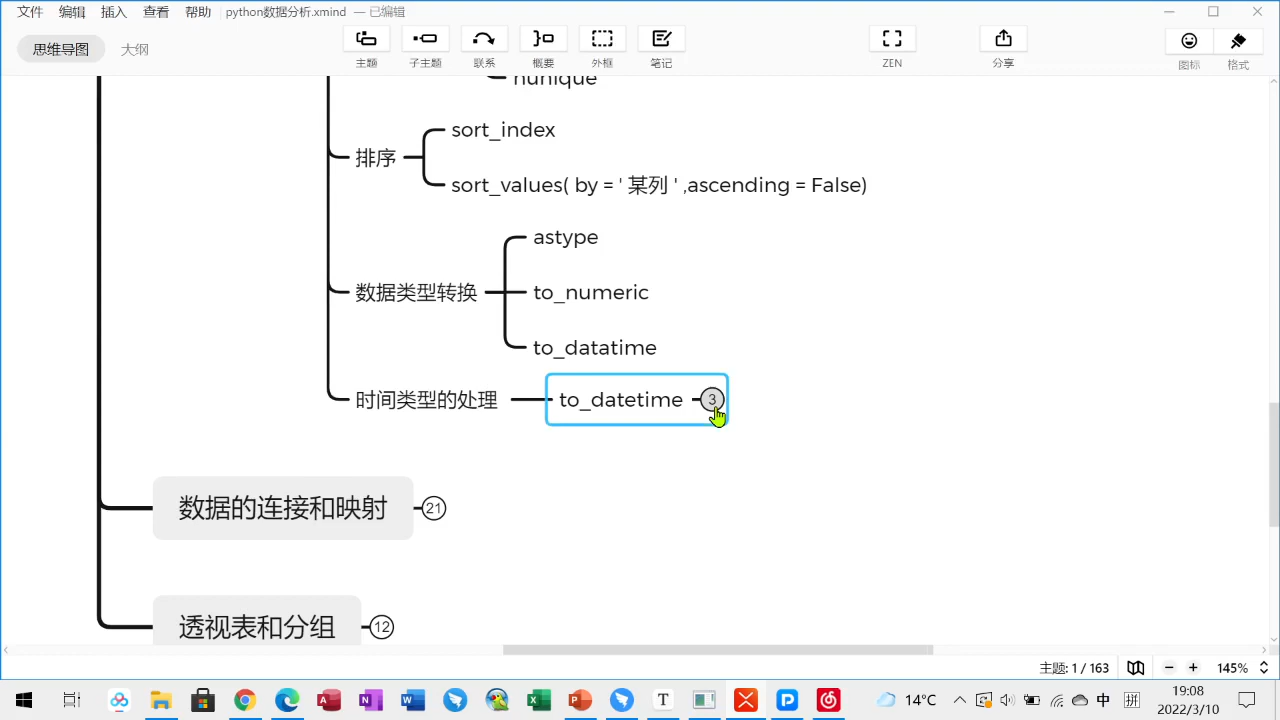 文件 编辑 插入 查看 帮助 python数据分析.xmind — 已编辑
思维导图 大纲
主题 子主题 联系 概要 外框 笔记 ZEN 分享 图标 格式
nunique
排序
sort_index
sort_values( by = ' 某列 ' ,ascending = False)
数据类型转换
astype
to_numeric
to_datatime
时间类型的处理
to_datetime 3
数据的连接和映射 21
透视表和分组 12
主题: 1 / 163 145%
14°C 中 拼 19:08
2022/3/10